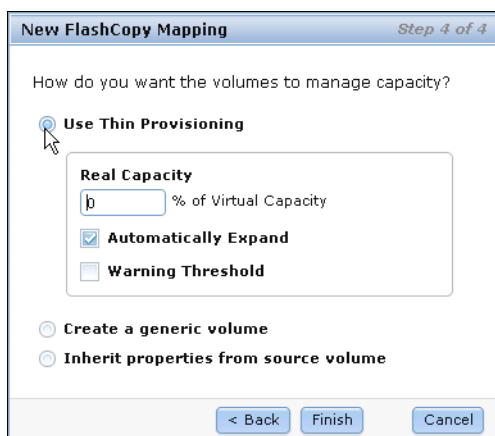 New FlashCopy Mapping Step 4 of 4
How do you want the volumes to manage capacity?
Use Thin Provisioning
Real Capacity
0 % of Virtual Capacity
Automatically Expand
Warning Threshold
Create a generic volume
Inherit properties from source volume
< Back Finish Cancel